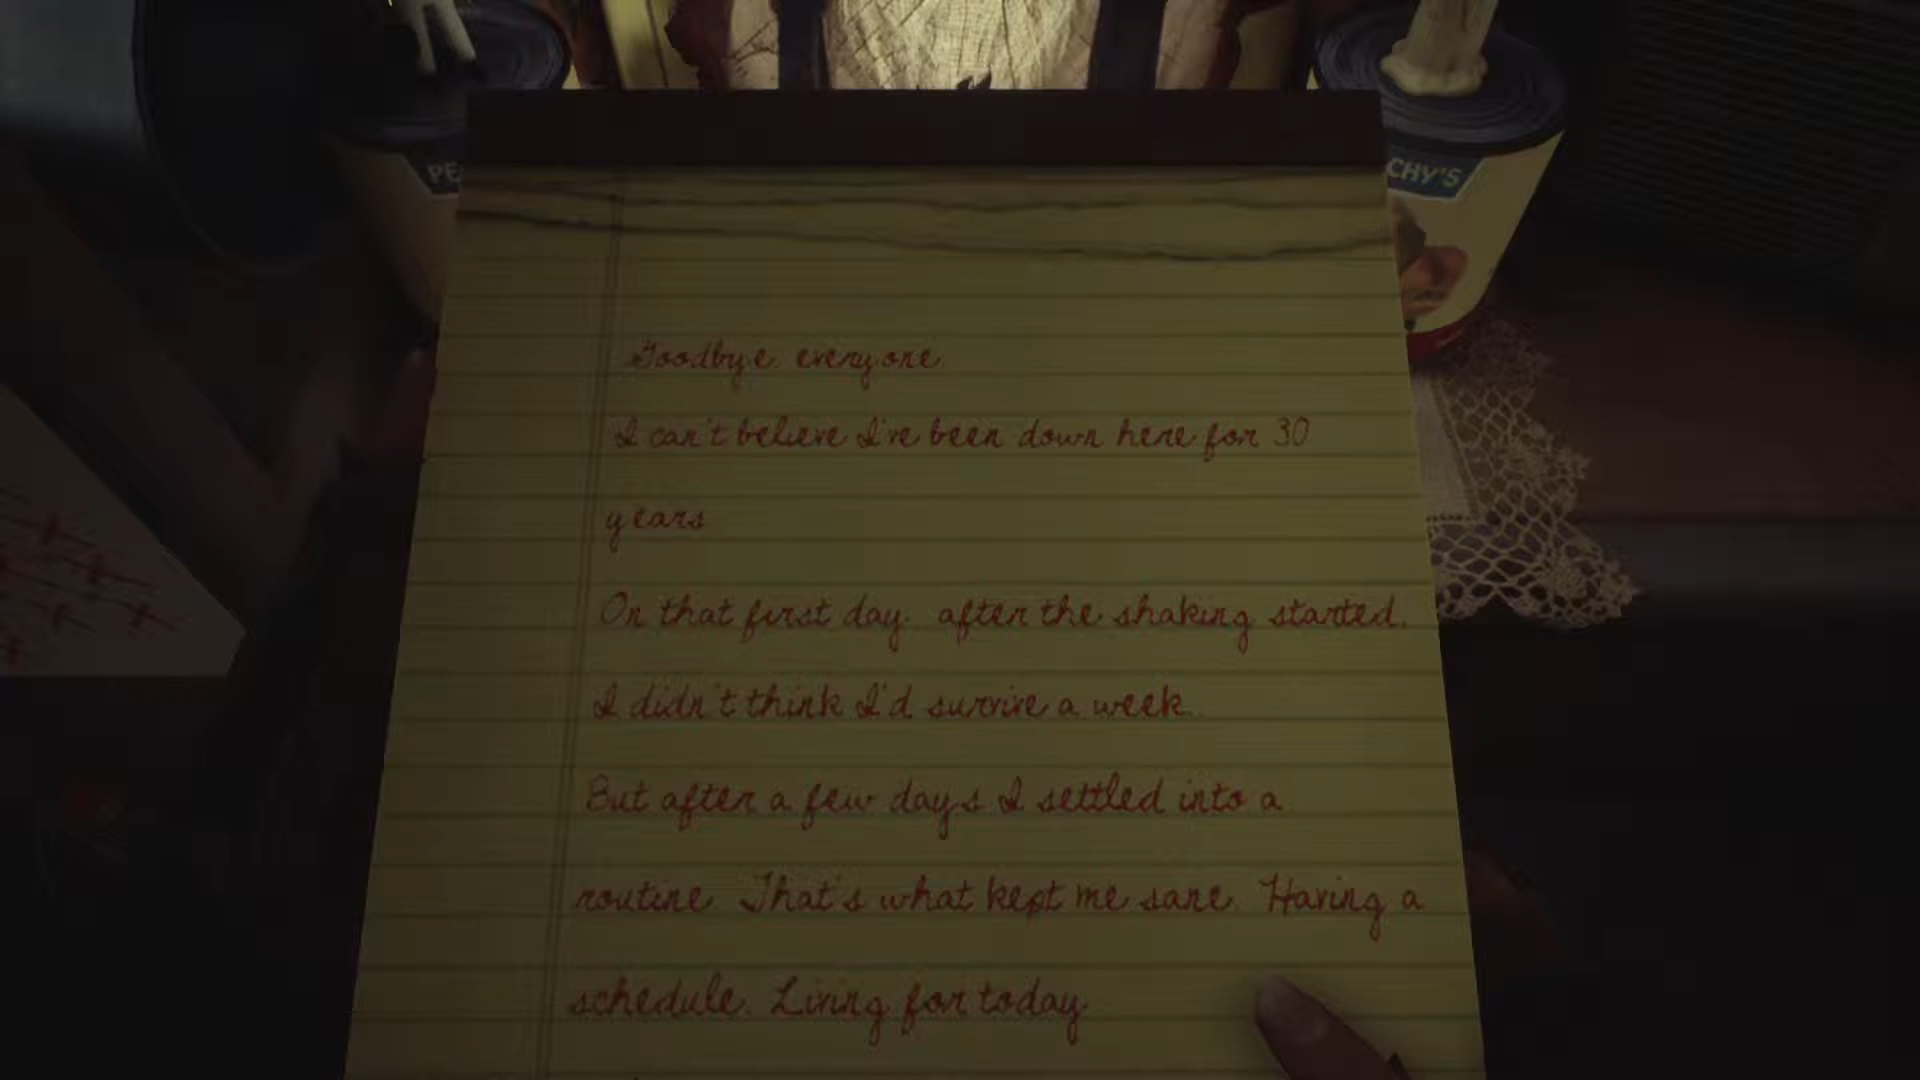 PE
CHY'S
Goodbye everyone
I can't believe I've been down here for 30
years
On that first day, after the shaking started,
I didn't think I'd survive a week.
But after a few days I settled into a
routine. That's what kept me sane. Having a
schedule. Living for today